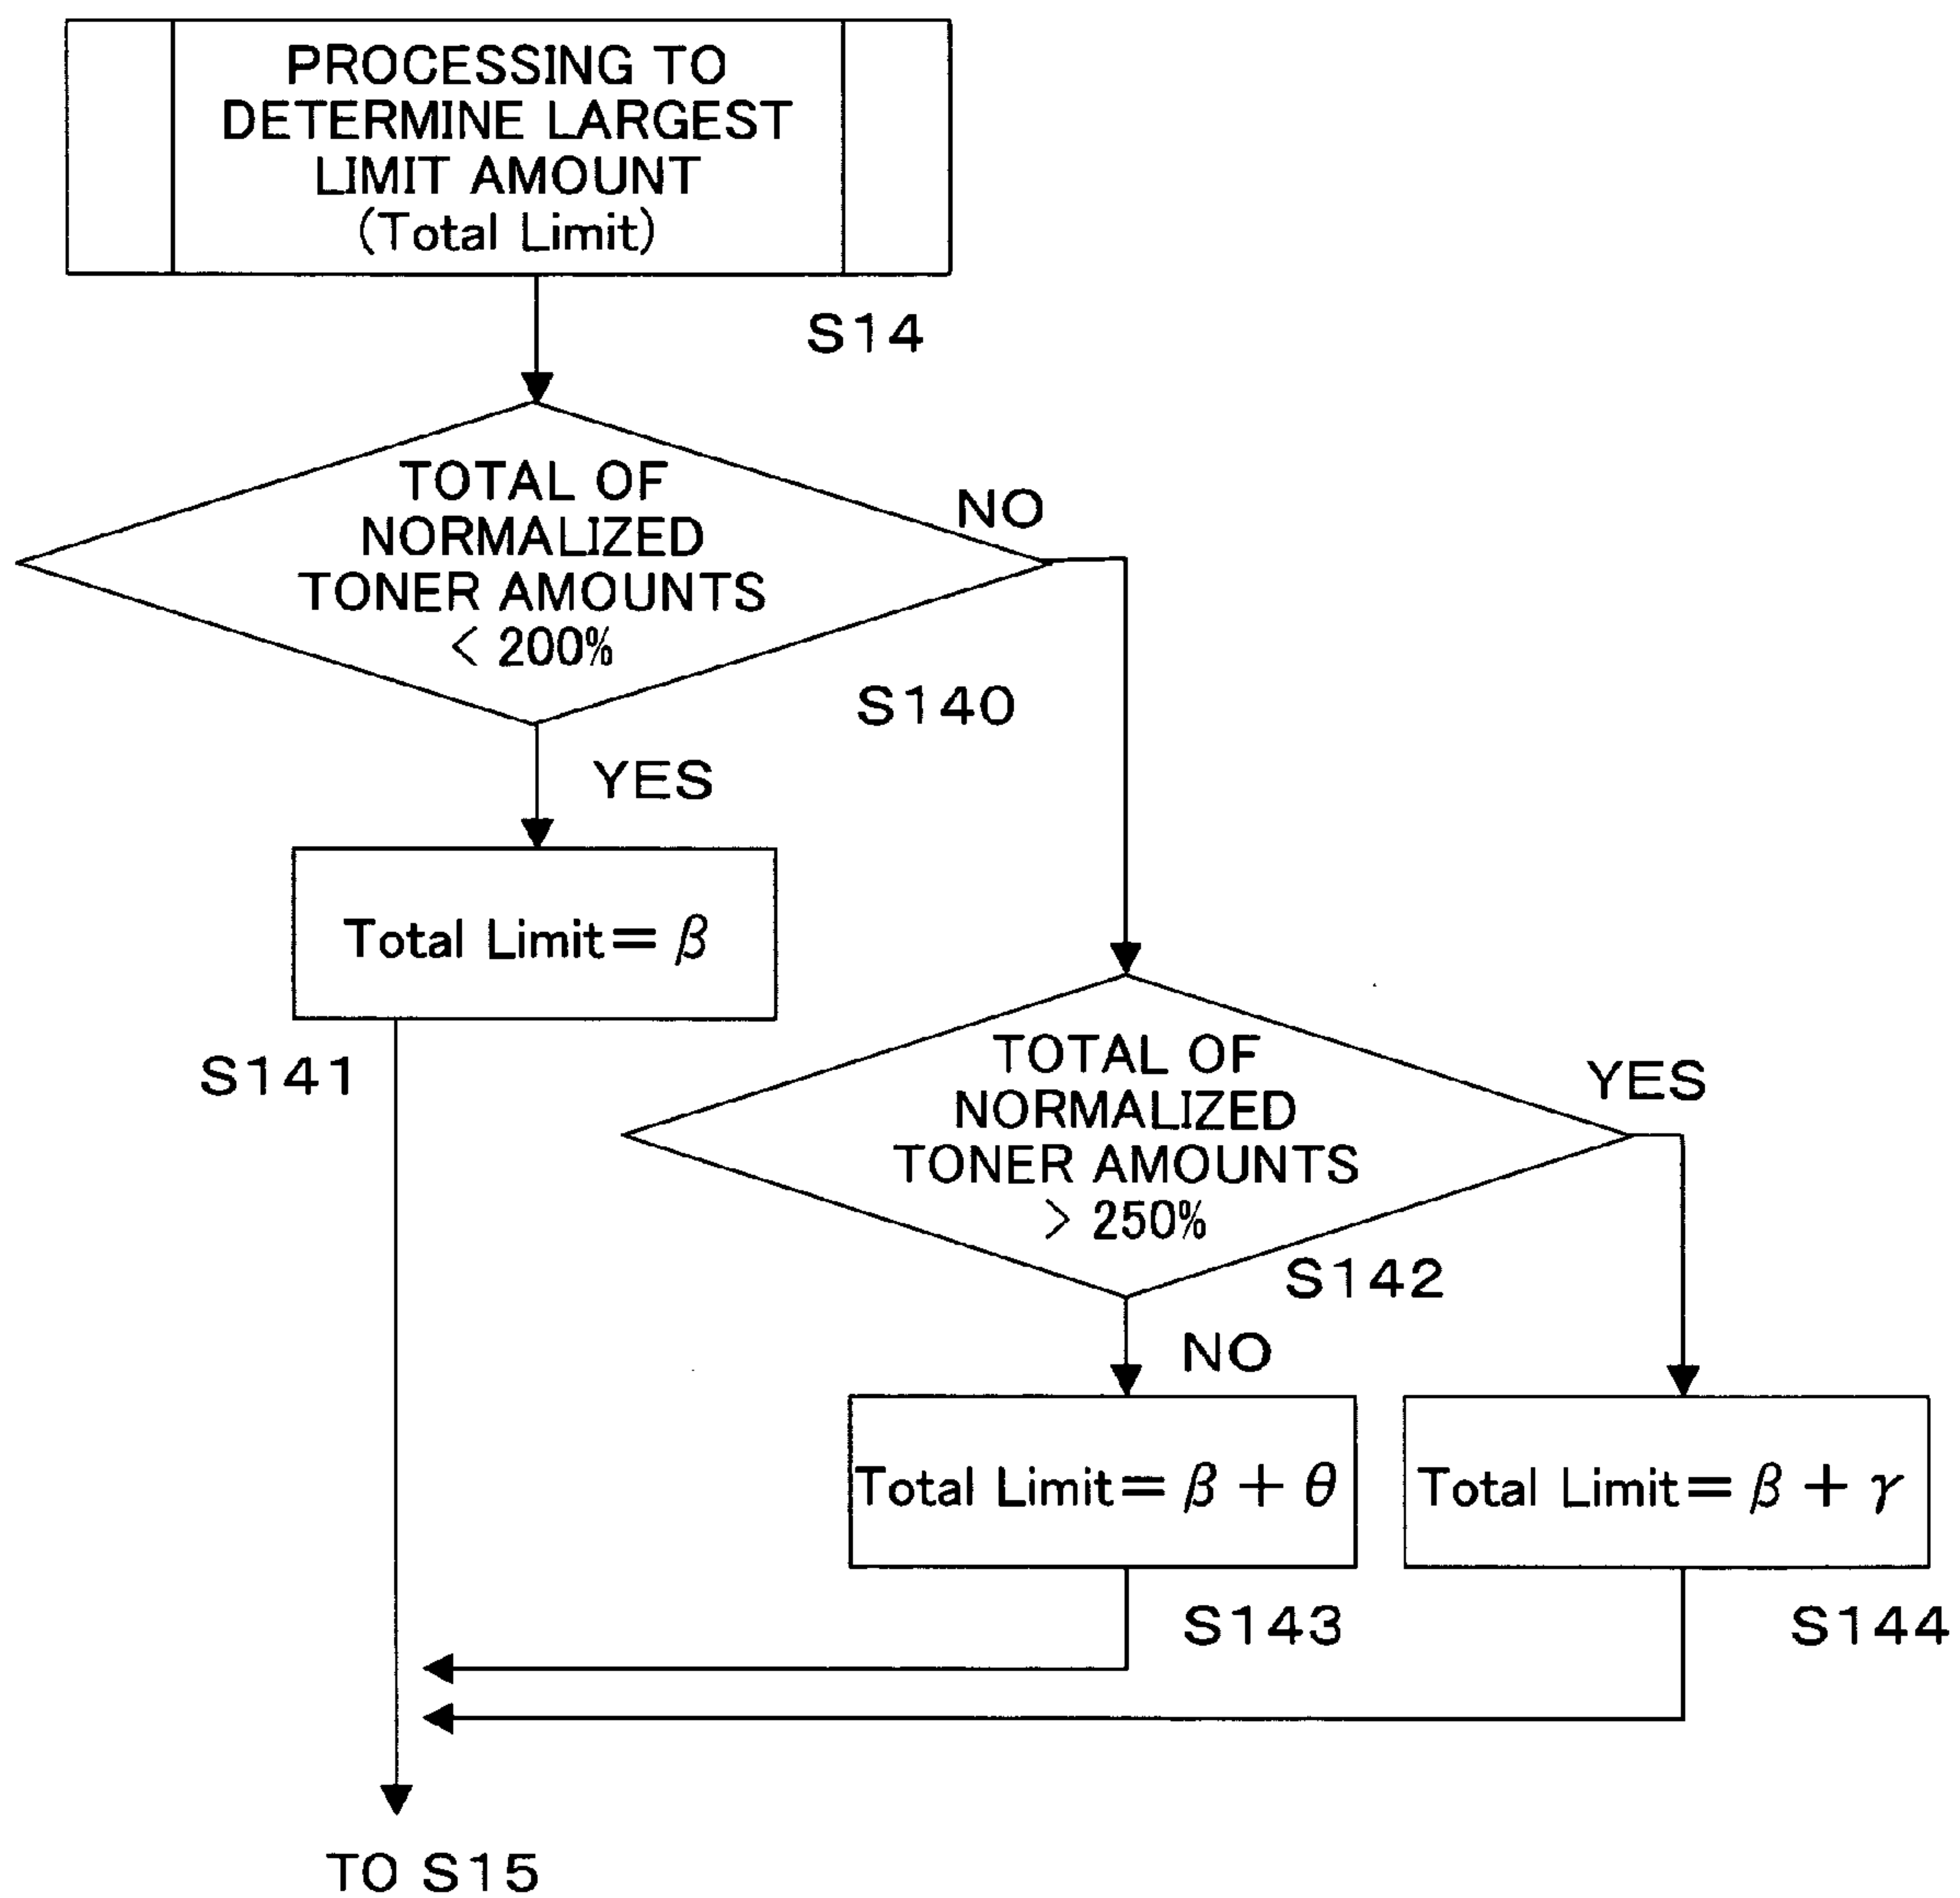 PROCESSING TO
DETERMINE LARGEST
LIMIT AMOUNT
(Total Limit)
S14
TOTAL OF
NORMALIZED
TONER AMOUNTS
< 200%
NO
S140
YES
Total Limit = β
S141
TOTAL OF
NORMALIZED
TONER AMOUNTS
> 250%
YES
S142
NO
Total Limit = β + θ
Total Limit = β + γ
S143
S144
TO S15